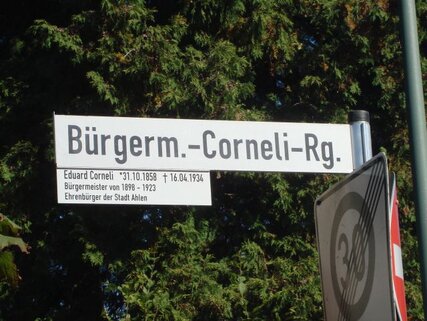 Bürgerm.-Corneli-Rg.
Eduard Corneli *31.10.1858 † 16.04.1934
Bürgermeister von 1898 - 1923
Ehrenbürger der Stadt Ahlen
30